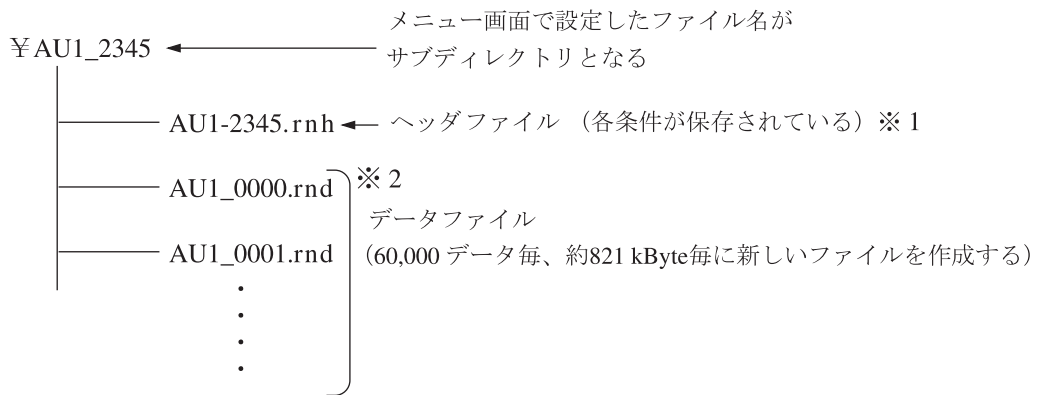 メニュー画面で設定したファイル名が
¥AU1_2345
サブディレクトリとなる
AU1-2345.rnh
ヘッダファイル （各条件が保存されている）※1
AU1_0000.rnd
※2
データファイル
AU1_0001.rnd
（60,000 データ毎、約821 kByte毎に新しいファイルを作成する）